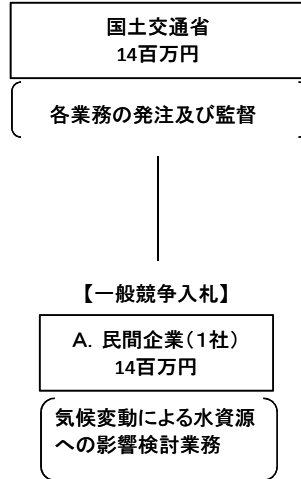 国土交通省
14百万円
各業務の発注及び監督
【一般競争入札】
A. 民間企業（1社）
14百万円
気候変動による水資源
への影響検討業務